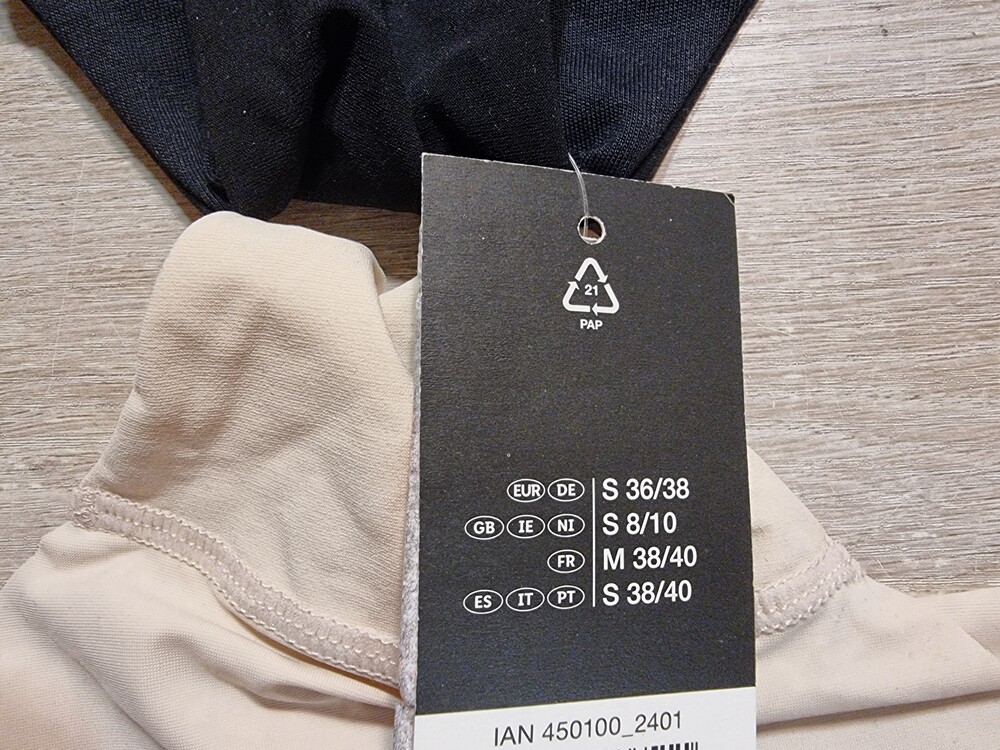 21
PAP
EUR DE S 36/38
GB IE NI S 8/10
FR M 38/40
ES IT PT S 38/40
IAN 450100_2401